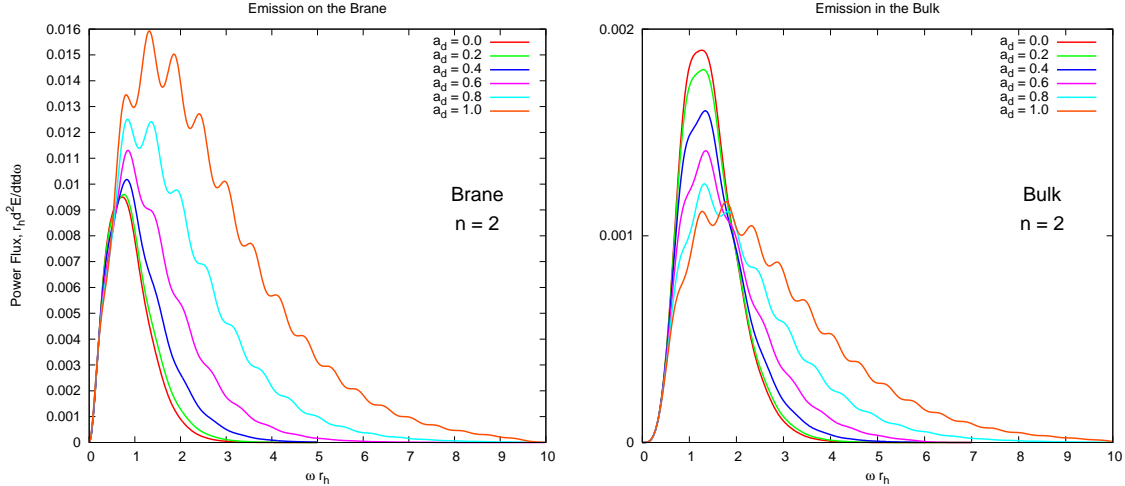 Emission on the Brane
Power Flux, r_h d^2E/dtdω
0.016
0.015
0.014
0.013
0.012
0.011
0.010
0.009
0.008
0.007
0.006
0.005
0.004
0.003
0.002
0.001
0
a_d = 0.0
a_d = 0.2
a_d = 0.4
a_d = 0.6
a_d = 0.8
a_d = 1.0
Brane
n = 2
0 1 2 3 4 5 6 7 8 9 10
ω r_h
Emission in the Bulk
0.002
0.001
0
a_d = 0.0
a_d = 0.2
a_d = 0.4
a_d = 0.6
a_d = 0.8
a_d = 1.0
Bulk
n = 2
0 1 2 3 4 5 6 7 8 9 10
ω r_h